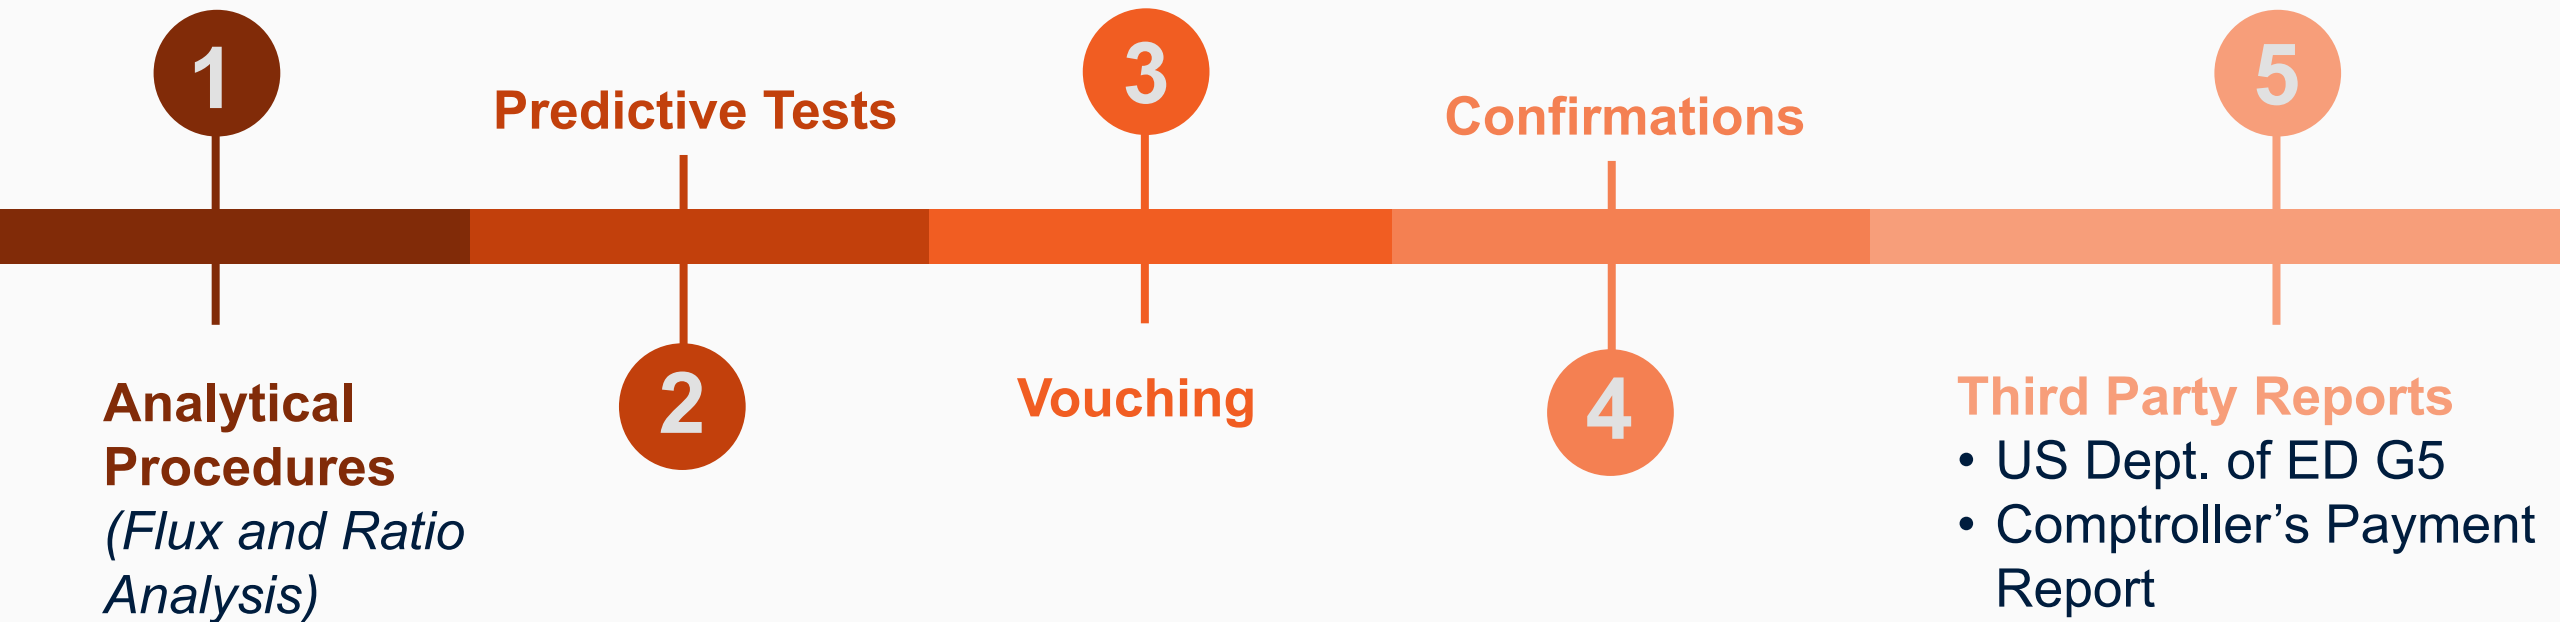 1
Analytical
Procedures
(Flux and Ratio
Analysis)
Predictive Tests
2
3
Vouching
Confirmations
4
5
Third Party Reports
• US Dept. of ED G5
• Comptroller’s Payment
Report